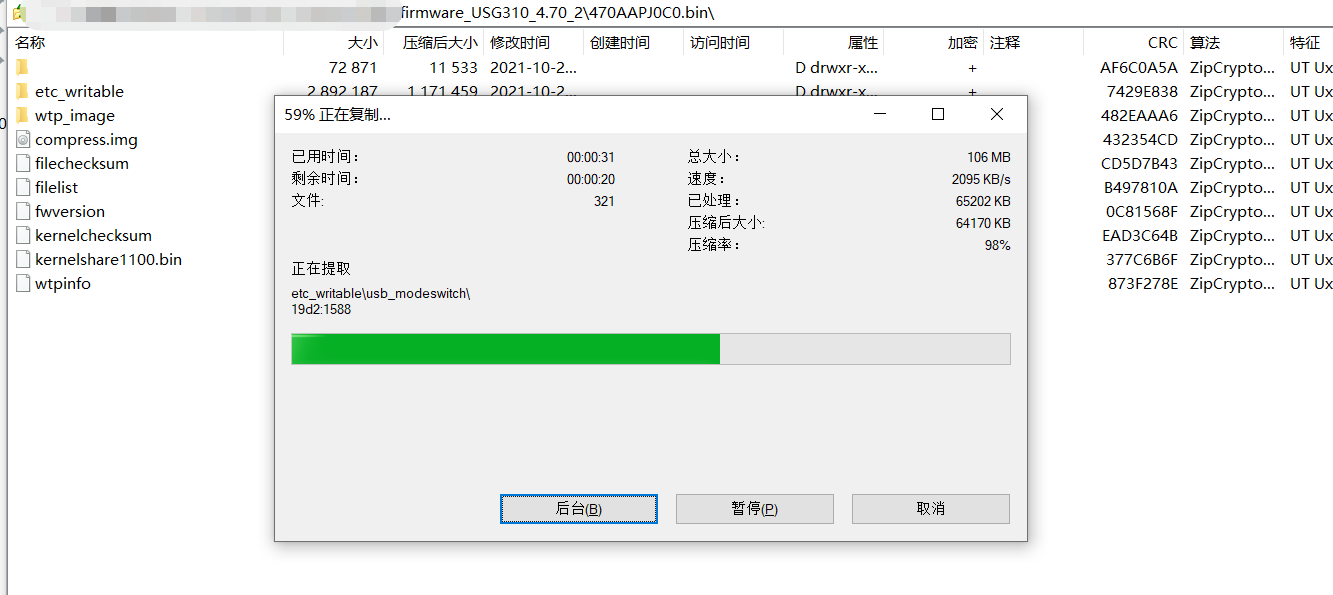 firmware_USG310_4.70_2\470AAPJ0C0.bin\
名称 大小 压缩后大小 修改时间 创建时间 访问时间 属性 加密 注释 CRC 算法 特征
72 871 11 533 2021-10-2... D drwxr-x... + AF6C0A5A ZipCrypto... UT Ux
etc_writable 2 892 187 1 171 459 2021-10-2... D drwxr-x... + 7429E838 ZipCrypto... UT Ux
wtp_image 482EAAA6 ZipCrypto... UT Ux
compress.img 432354CD ZipCrypto... UT Ux
filechecksum CD5D7B43 ZipCrypto... UT Ux
filelist B497810A ZipCrypto... UT Ux
fwversion 0C81568F ZipCrypto... UT Ux
kernelchecksum EAD3C64B ZipCrypto... UT Ux
kernelshare1100.bin 377C6B6F ZipCrypto... UT Ux
wtpinfo 873F278E ZipCrypto... UT Ux
59% 正在复制...
已用时间： 00:00:31 总大小： 106 MB
剩余时间： 00:00:20 速度： 2095 KB/s
文件: 321 已处理： 65202 KB
压缩后大小: 64170 KB
压缩率： 98%
正在提取
etc_writable\usb_modeswitch\
19d2:1588
后台(B) 暂停(P) 取消